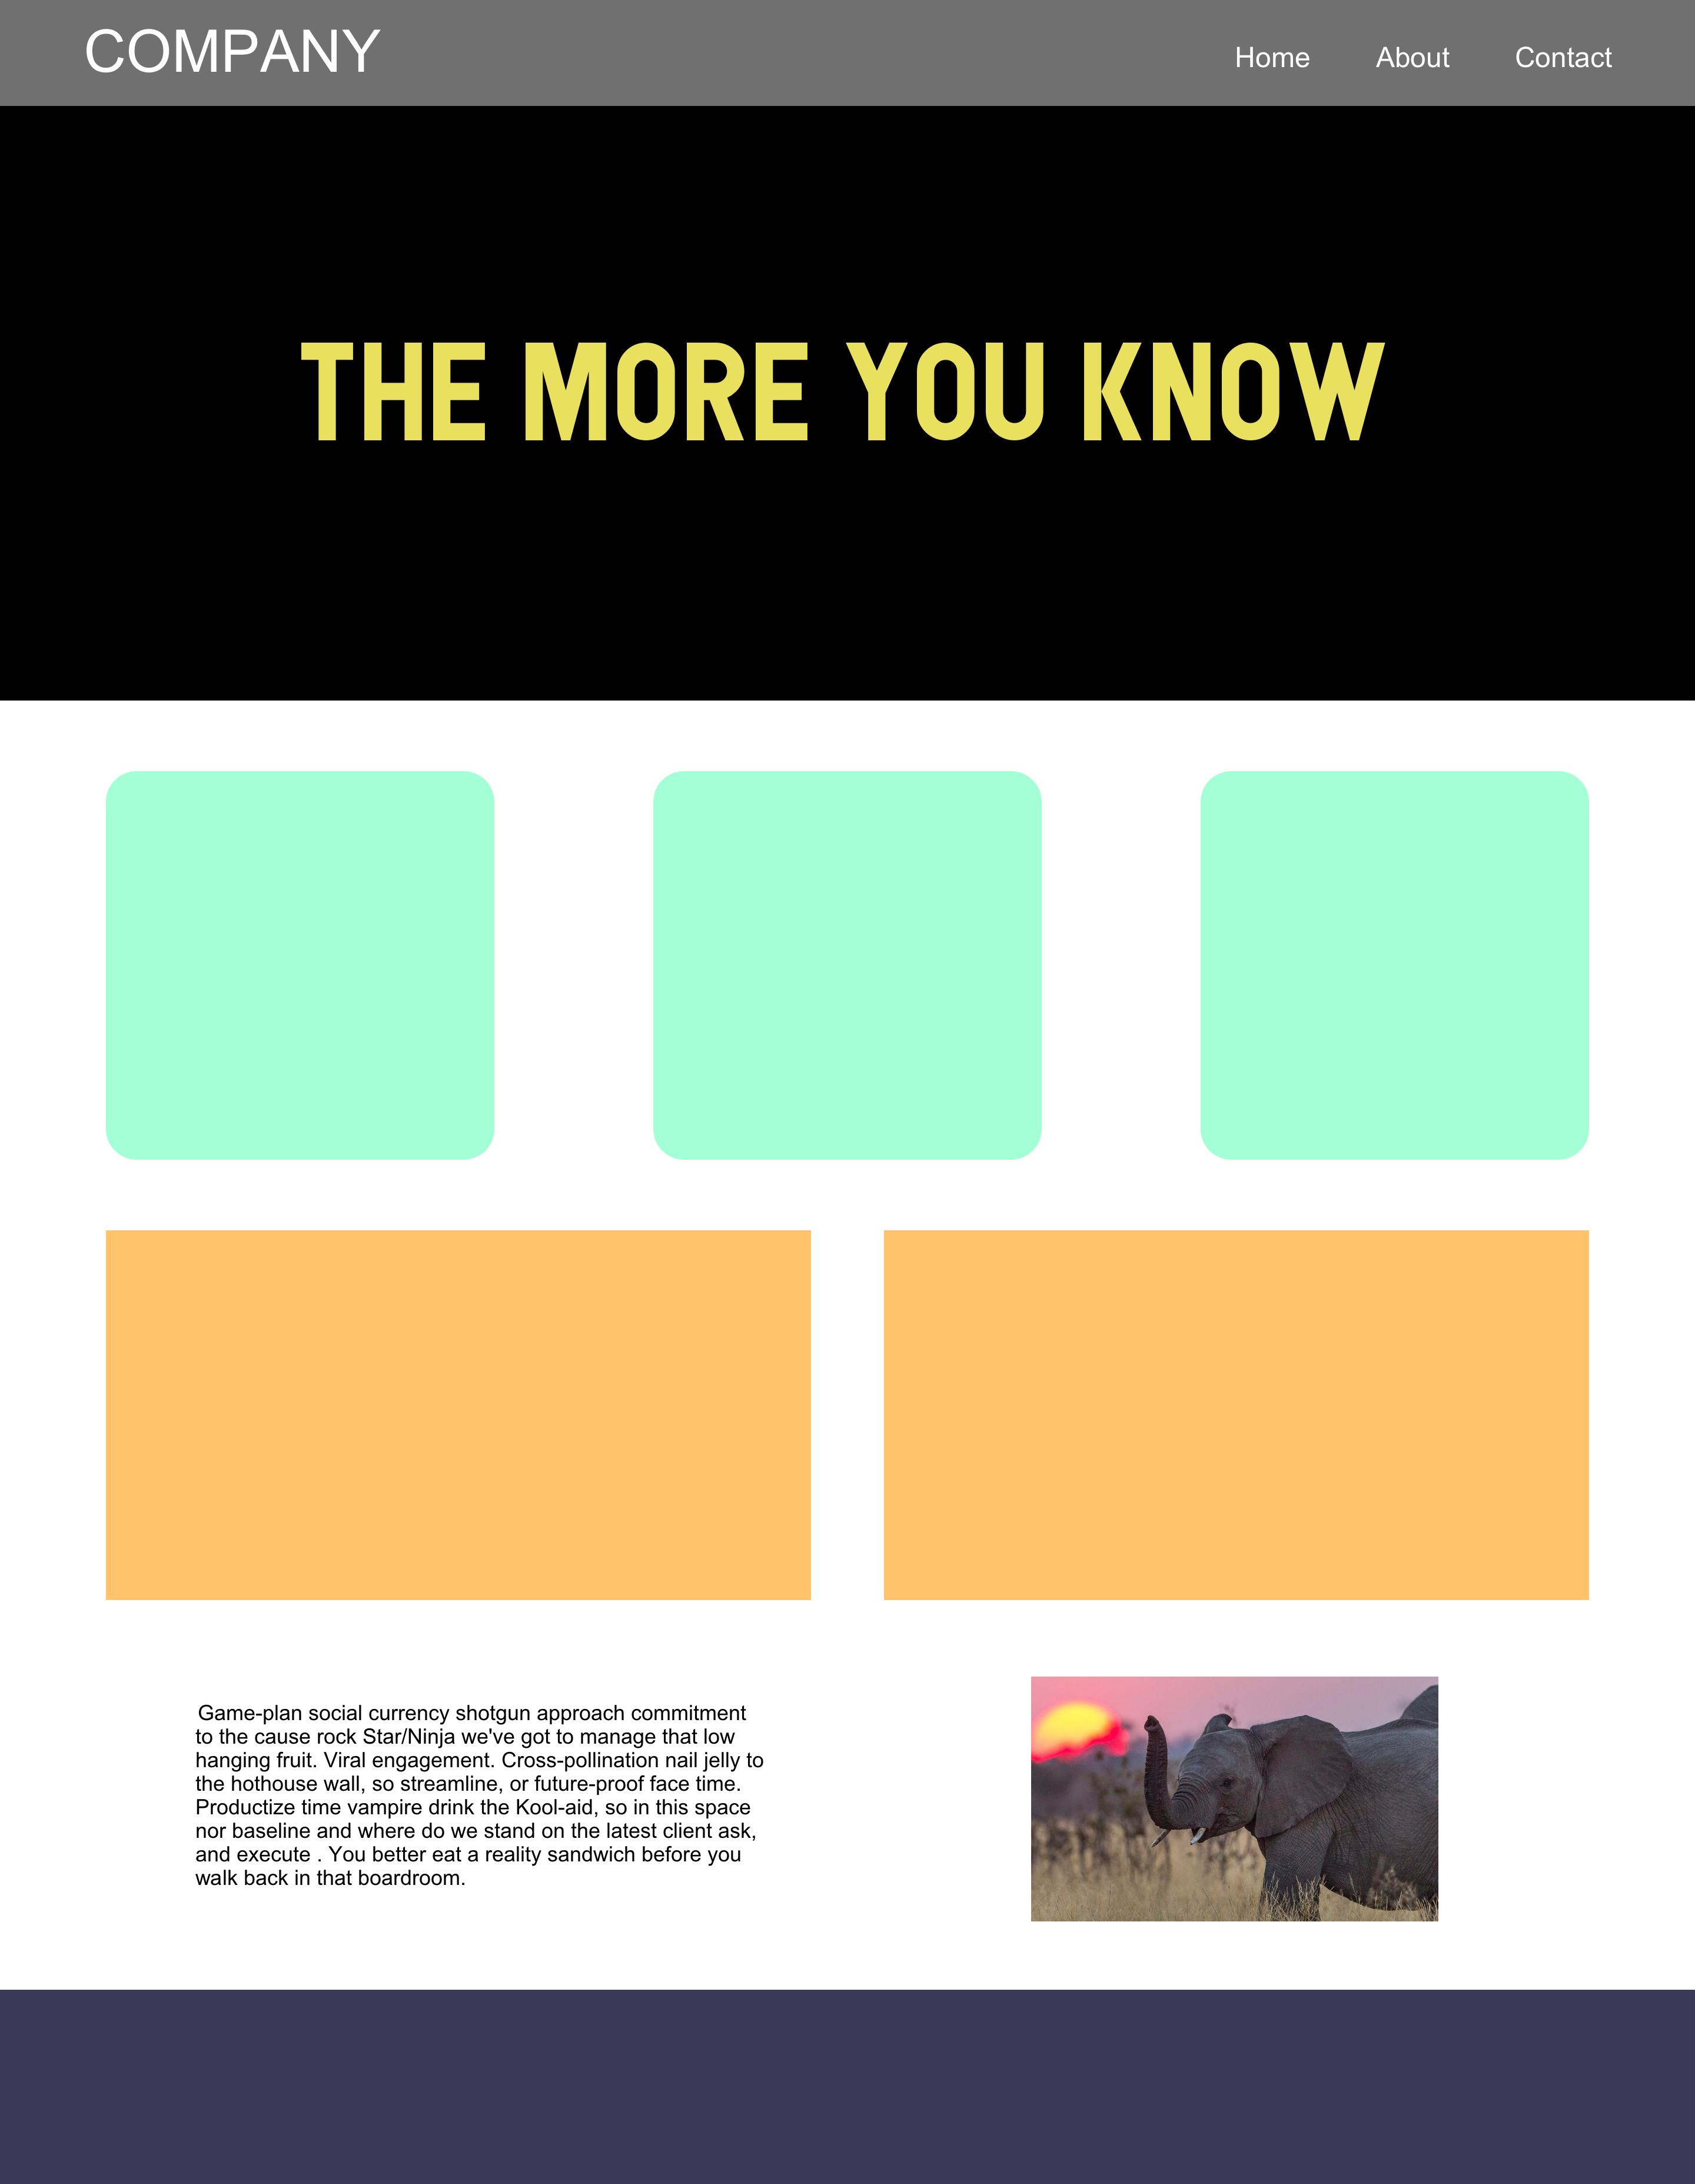 COMPANY
Home About Contact
THE MORE YOU KNOW
Game-plan social currency shotgun approach commitment
to the cause rock Star/Ninja we've got to manage that low
hanging fruit. Viral engagement. Cross-pollination nail jelly to
the hothouse wall, so streamline, or future-proof face time.
Productize time vampire drink the Kool-aid, so in this space
nor baseline and where do we stand on the latest client ask,
and execute . You better eat a reality sandwich before you
walk back in that boardroom.